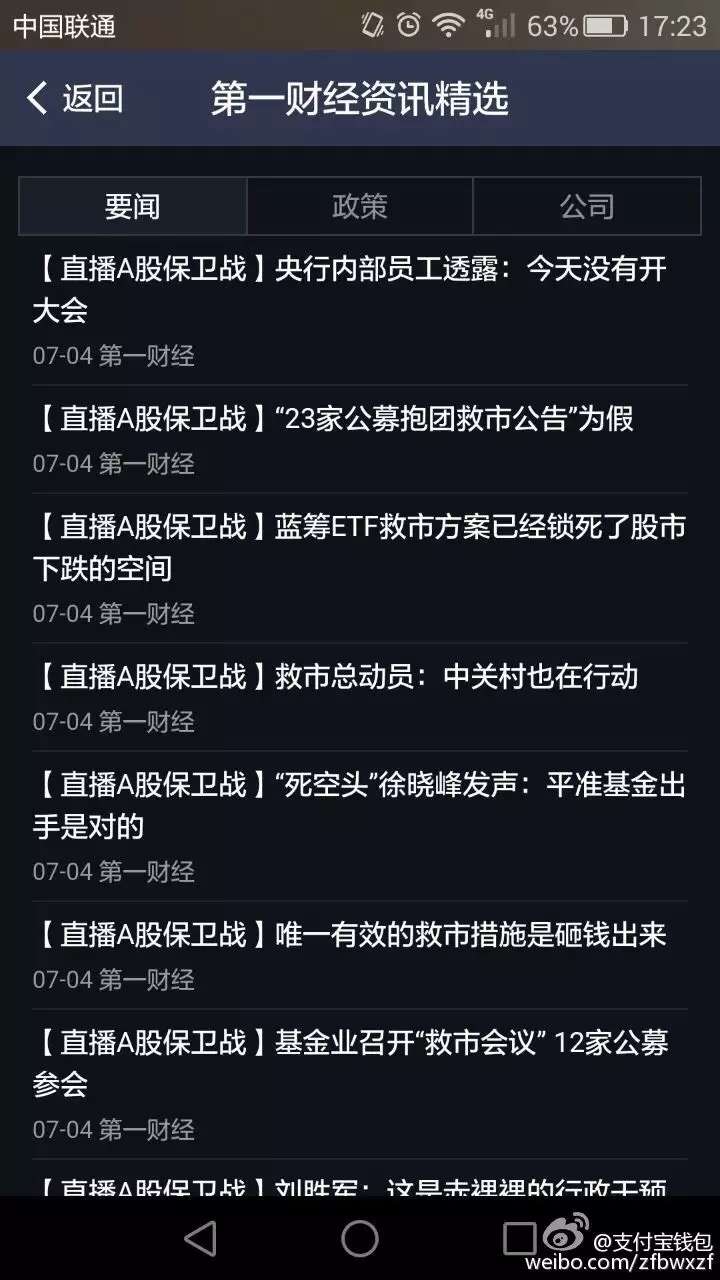 中国联通 4G 63% 17:23
返回 第一财经资讯精选
要闻 政策 公司
【直播A股保卫战】央行内部员工透露：今天没有开
大会
07-04 第一财经
【直播A股保卫战】“23家公募抱团救市公告”为假
07-04 第一财经
【直播A股保卫战】蓝筹ETF救市方案已经锁死了股市
下跌的空间
07-04 第一财经
【直播A股保卫战】救市总动员：中关村也在行动
07-04 第一财经
【直播A股保卫战】“死空头”徐晓峰发声：平准基金出
手是对的
07-04 第一财经
【直播A股保卫战】唯一有效的救市措施是砸钱出来
07-04 第一财经
【直播A股保卫战】基金业召开“救市会议” 12家公募
参会
07-04 第一财经
【直播A股保卫战】刘胜军：这是赤裸裸的行政干预
@支付宝钱包
weibo.com/zfbwxzf